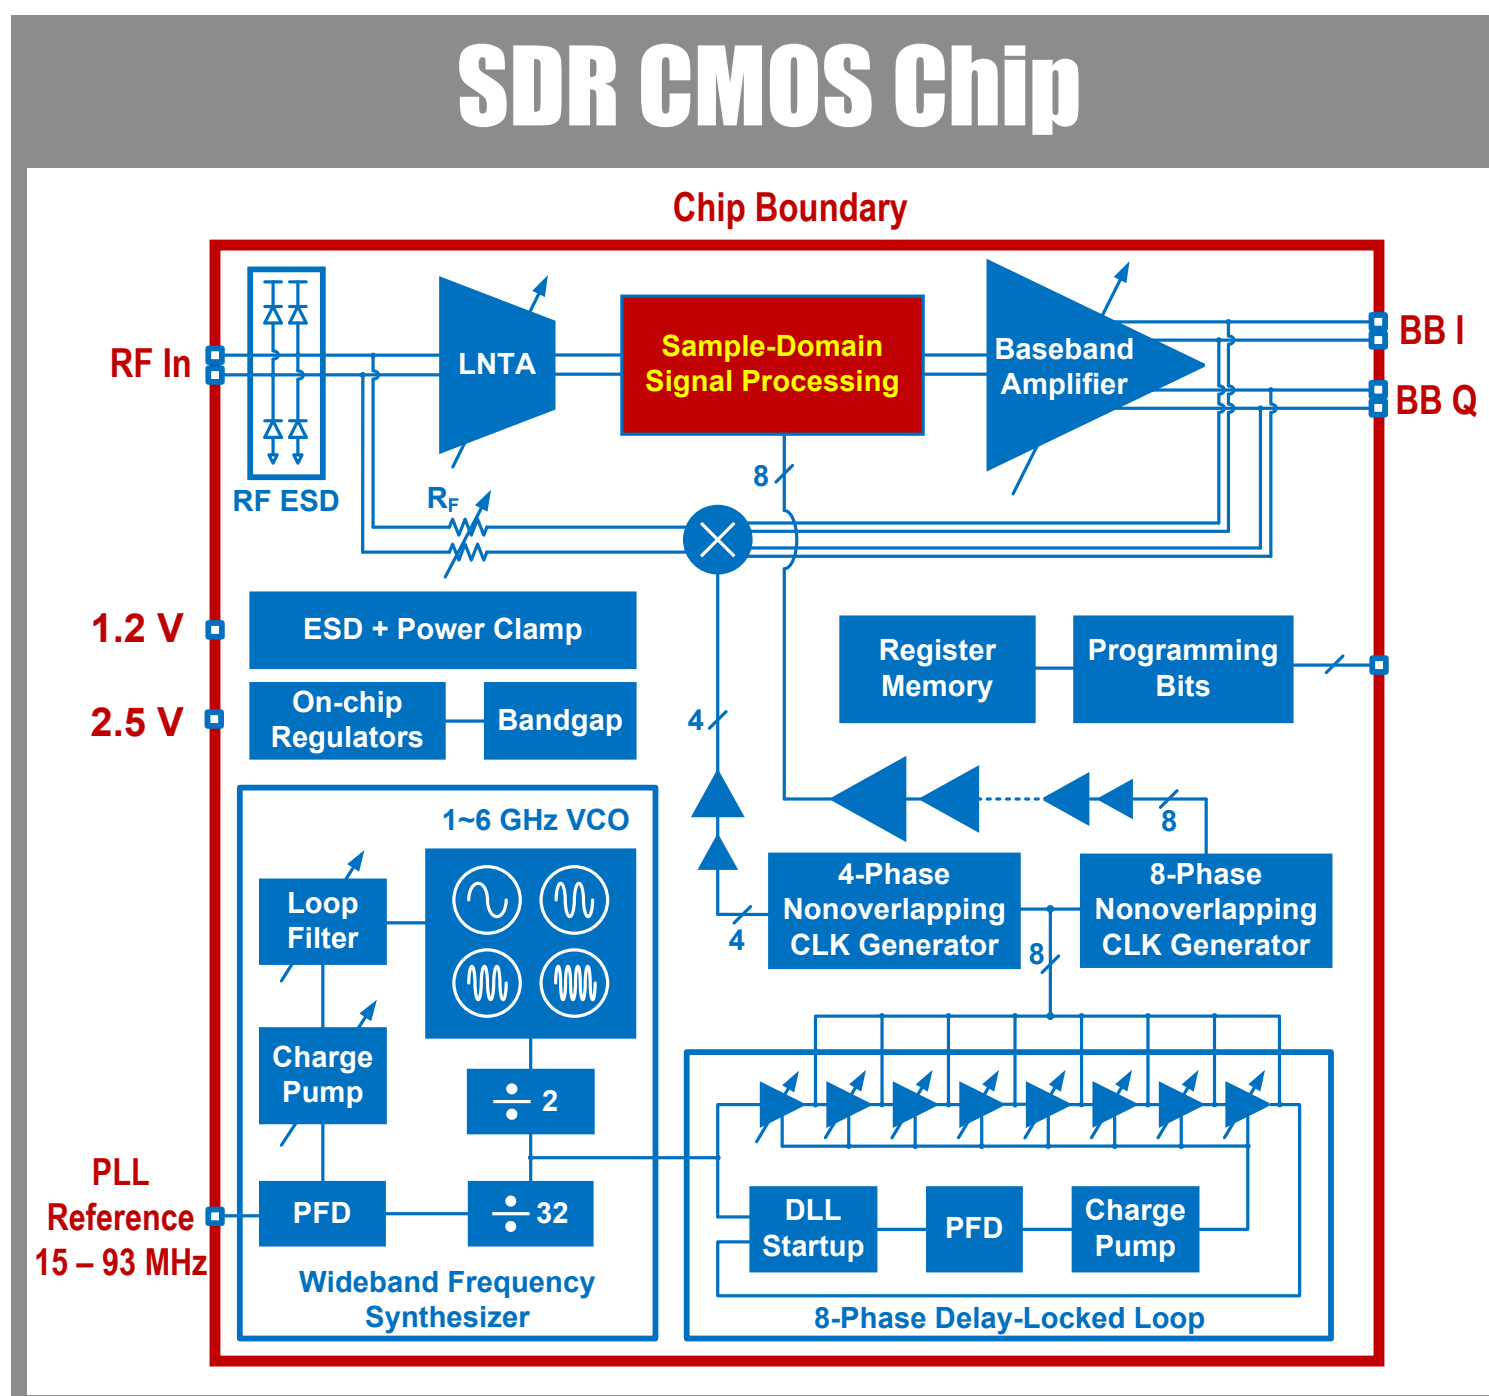 SDR CMOS Chip
Chip Boundary
RF In
RF ESD
LNTA
Sample-Domain
Signal Processing
Baseband
Amplifier
BB I
BB Q
8
RF
1.2 V
ESD + Power Clamp
2.5 V
On-chip
Regulators
Bandgap
Register
Memory
Programming
Bits
4
8
1~6 GHz VCO
Loop
Filter
4-Phase
Nonoverlapping
CLK Generator
8-Phase
Nonoverlapping
CLK Generator
4
8
Charge
Pump
÷ 2
PLL
Reference
15 – 93 MHz
PFD
÷ 32
DLL
Startup
PFD
Charge
Pump
Wideband Frequency
Synthesizer
8-Phase Delay-Locked Loop